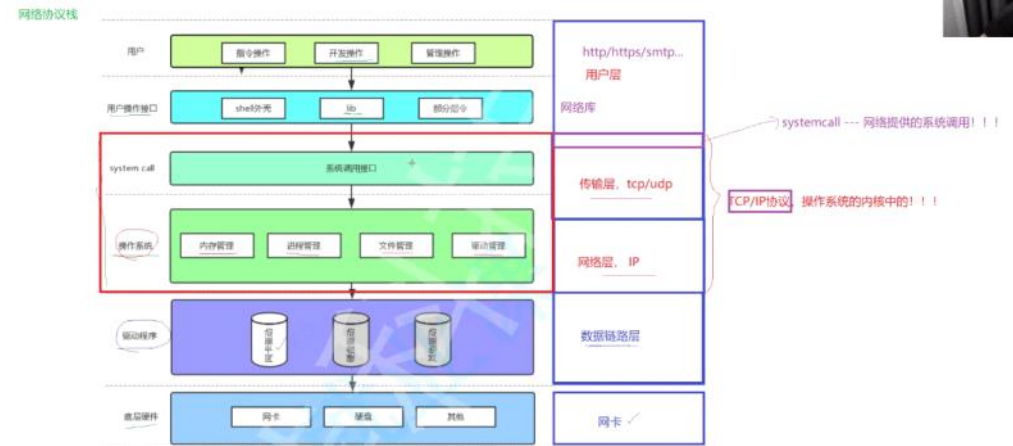 网络协议栈
用户
指令操作
开发操作
管理操作
http/https/smtp...
用户层
用户操作接口
shell外壳
lib
部分指令
网络库
systemcall --- 网络提供的系统调用！！！
system call
系统调用接口
传输层，tcp/udp
TCP/IP协议，操作系统的内核中的！！！
操作系统
内存管理
进程管理
文件管理
驱动管理
网络层，IP
驱动程序
数据链路层
底层硬件
网卡
硬盘
其他
网卡